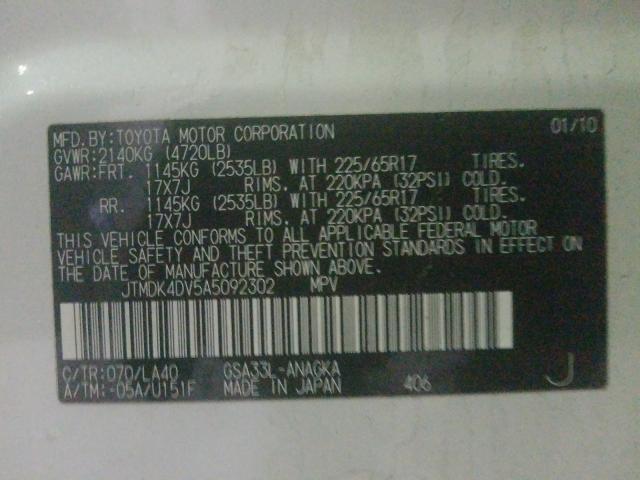 MFD.BY:TOYOTA MOTOR CORPORATION 01/10
GVWR:2140KG (4720LB)
GAWR:FRT. 1145KG (2535LB) WITH 225/65R17 TIRES.
17X7J RIMS. AT 220KPA (32PSI) COLD.
RR. 1145KG (2535LB) WITH 225/65R17 TIRES.
17X7J RIMS. AT 220KPA (32PSI) COLD.
THIS VEHICLE CONFORMS TO ALL APPLICABLE FEDERAL MOTOR
VEHICLE SAFETY AND THEFT PREVENTION STANDARDS IN EFFECT ON
THE DATE OF MANUFACTURE SHOWN ABOVE.
JTMDK4DV5A5092302 MPV
C/TR:070/LA40 GSA33L-ANAGKA
A/TM:-05A/U151F MADE IN JAPAN 406 J